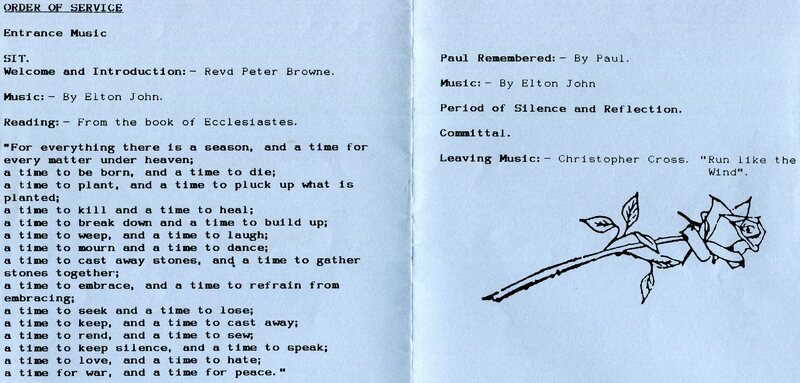 ORDER OF SERVICE
Entrance Music
SIT.
Welcome and Introduction:- Revd Peter Browne.
Music:- By Elton John.
Reading:- From the book of Ecclesiastes.
"For everything there is a season, and a time for
every matter under heaven;
a time to be born, and a time to die;
a time to plant, and a time to pluck up what is
planted;
a time to kill and a time to heal;
a time to break down and a time to build up;
a time to weep, and a time to laugh;
a time to mourn and a time to dance;
a time to cast away stones, and a time to gather
stones together;
a time to embrace, and a time to refrain from
embracing;
a time to seek and a time to lose;
a time to keep, and a time to cast away;
a time to rend, and a time to sew;
a time to keep silence, and a time to speak;
a time to love, and a time to hate;
a time for war, and a time for peace."
Paul Remembered:- By Paul.
Music:- By Elton John
Period of Silence and Reflection.
Committal.
Leaving Music:- Christopher Cross. "Run like the
Wind".